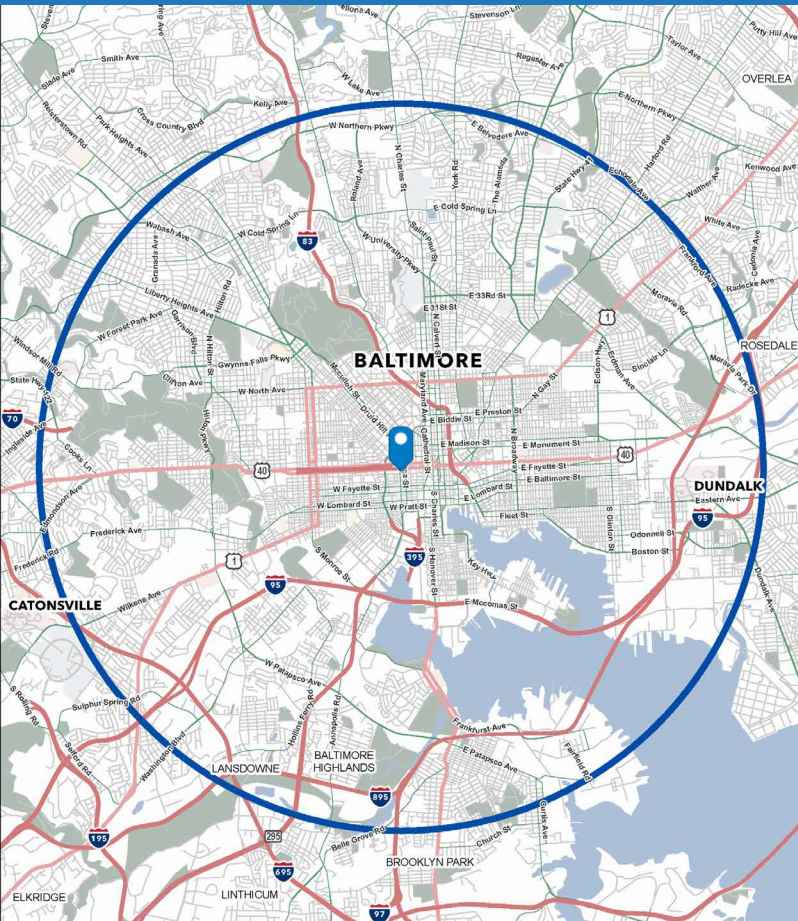 Stevenson Ln
Smith Ave
Slade Ave
Regester Av
Taylor Ave
Putty Hill Ave
OVERLEA
W Lake Ave
Kelly Ave
E Northern Pkwy
Reisterstown Rd
Park Heights Ave
Cross Country Blvd
W Northern Pkwy
E Belvedere Ave
Harford Rd
State Hwy 41
Echodale Ave
Kenwood Ave
Walther Ave
Roland Ave
N Charles St
York Rd
The Alameda
E Cold Spring Ln
W Cold Spring Ln
Wabash Ave
Granada Ave
Saint Paul St
W University Pkwy
White Ave
Frankford Ave
Cedonia Ave
83
Radecke Ave
Moravia Rd
Liberty Heights Ave
Hilton Rd
E 33Rd St
E 31St St
1
W Forest Park Ave
Garrison Blvd
N Hilton St
N Calvert St
Windsor Mill Rd
Edison Hwy
Erdman Ave
Sinclair Ln
ROSEDALE
Moravia Park Dr
BALTIMORE
Gwynns Falls Pkwy
State Hwy 122
Clifton Ave
W North Ave
Mcculloh St
Druid Hill
Maryland Ave
N Gay St
70
Ingleside Ave
Hilton Pkwy
E Preston St
E Biddle St
Cathedral St
N Broadway
E Madison St
E Monument St
Cooks Ln
40
40
E Fayette St
E Baltimore St
DUNDALK
Edmondson Ave
W Fayette St
E Lombard St
Eastern Ave
W Lombard St
W Pratt St
S Charles St
Fleet St
S Clinton St
95
Frederick Ave
Odonnell St
Boston St
Frederick Rd
1
S Monroe St
395
Key Hwy
S Hanover St
95
Dundalk Ave
CATONSVILLE
Wilkens Ave
E Mccomas St
W Patapsco Ave
S Rolling Rd
Sulphur Spring Rd
Hollins Ferry Rd
Annapolis Rd
Frankfurst Ave
Selford Rd
Washington Blvd
E Patapsco Ave
Fairfield Rd
BALTIMORE
HIGHLANDS
LANSDOWNE
895
Curtis Ave
195
295
Belle Grove Rd
Church St
BROOKLYN PARK
695
ELKRIDGE
LINTHICUM
97